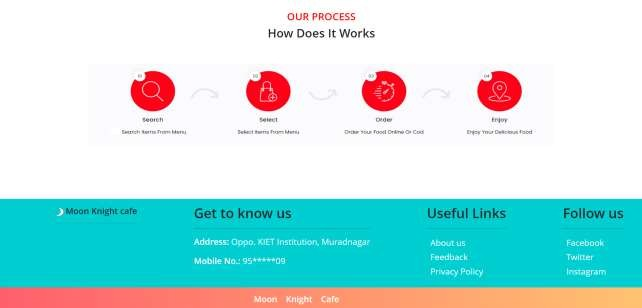 OUR PROCESS
How Does It Works
01 02 03 04
Search Select Order Enjoy
Search Items From Menu Select Items From Menu Order Your Food Online Or Cod Enjoy Your Delicious Food
Moon Knight cafe Get to know us Useful Links Follow us
Address: Oppo. KIET Institution, Muradnagar About us Facebook
Feedback Twitter
Mobile No.: 95*****09
Privacy Policy Instagram
Moon Knight Cafe